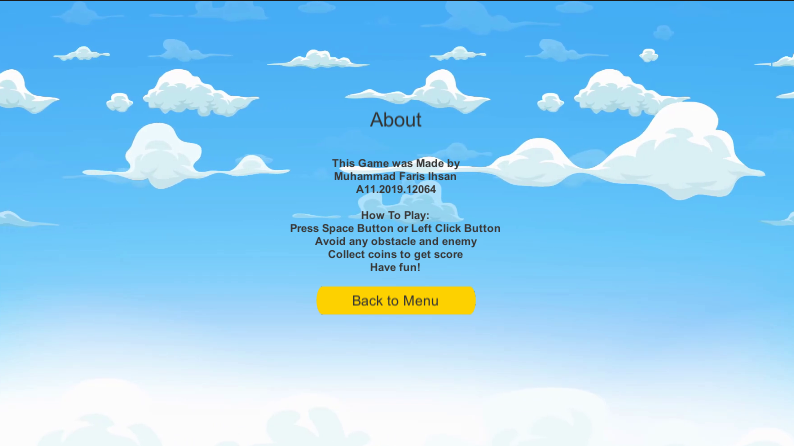 About
This Game was Made by
Muhammad Faris Ihsan
A11.2019.12064
How To Play:
Press Space Button or Left Click Button
Avoid any obstacle and enemy
Collect coins to get score
Have fun!
Back to Menu